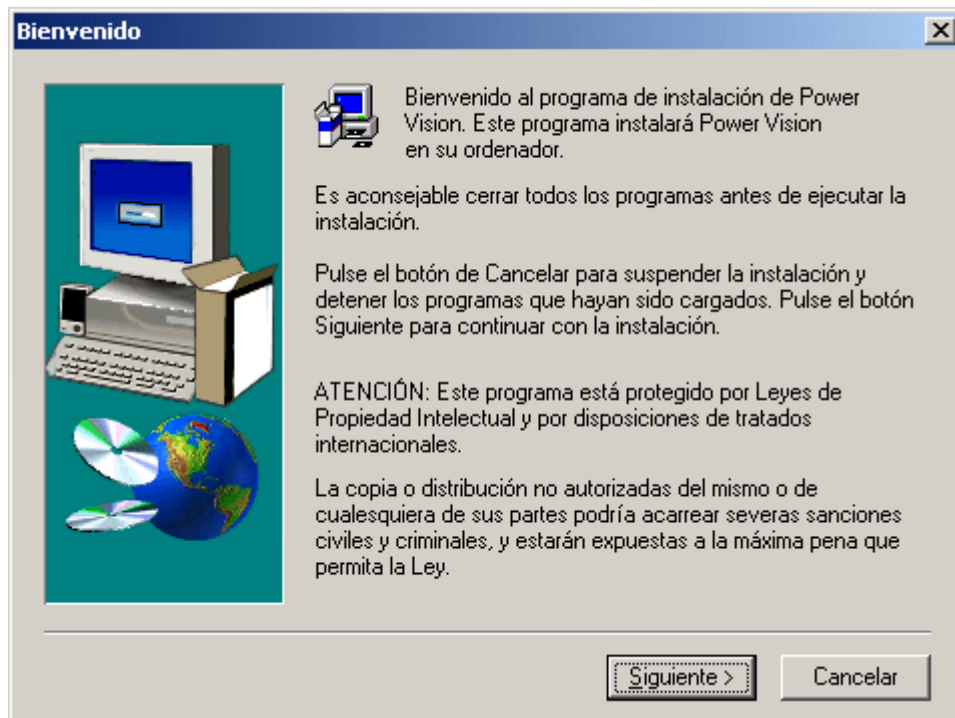 Bienvenido
Bienvenido al programa de instalación de Power
Vision. Este programa instalará Power Vision
en su ordenador.
Es aconsejable cerrar todos los programas antes de ejecutar la
instalación.
Pulse el botón de Cancelar para suspender la instalación y
detener los programas que hayan sido cargados. Pulse el botón
Siguiente para continuar con la instalación.
ATENCIÓN: Este programa está protegido por Leyes de
Propiedad Intelectual y por disposiciones de tratados
internacionales.
La copia o distribución no autorizadas del mismo o de
cualesquiera de sus partes podría acarrear severas sanciones
civiles y criminales, y estarán expuestas a la máxima pena que
permita la Ley.
Siguiente >
Cancelar